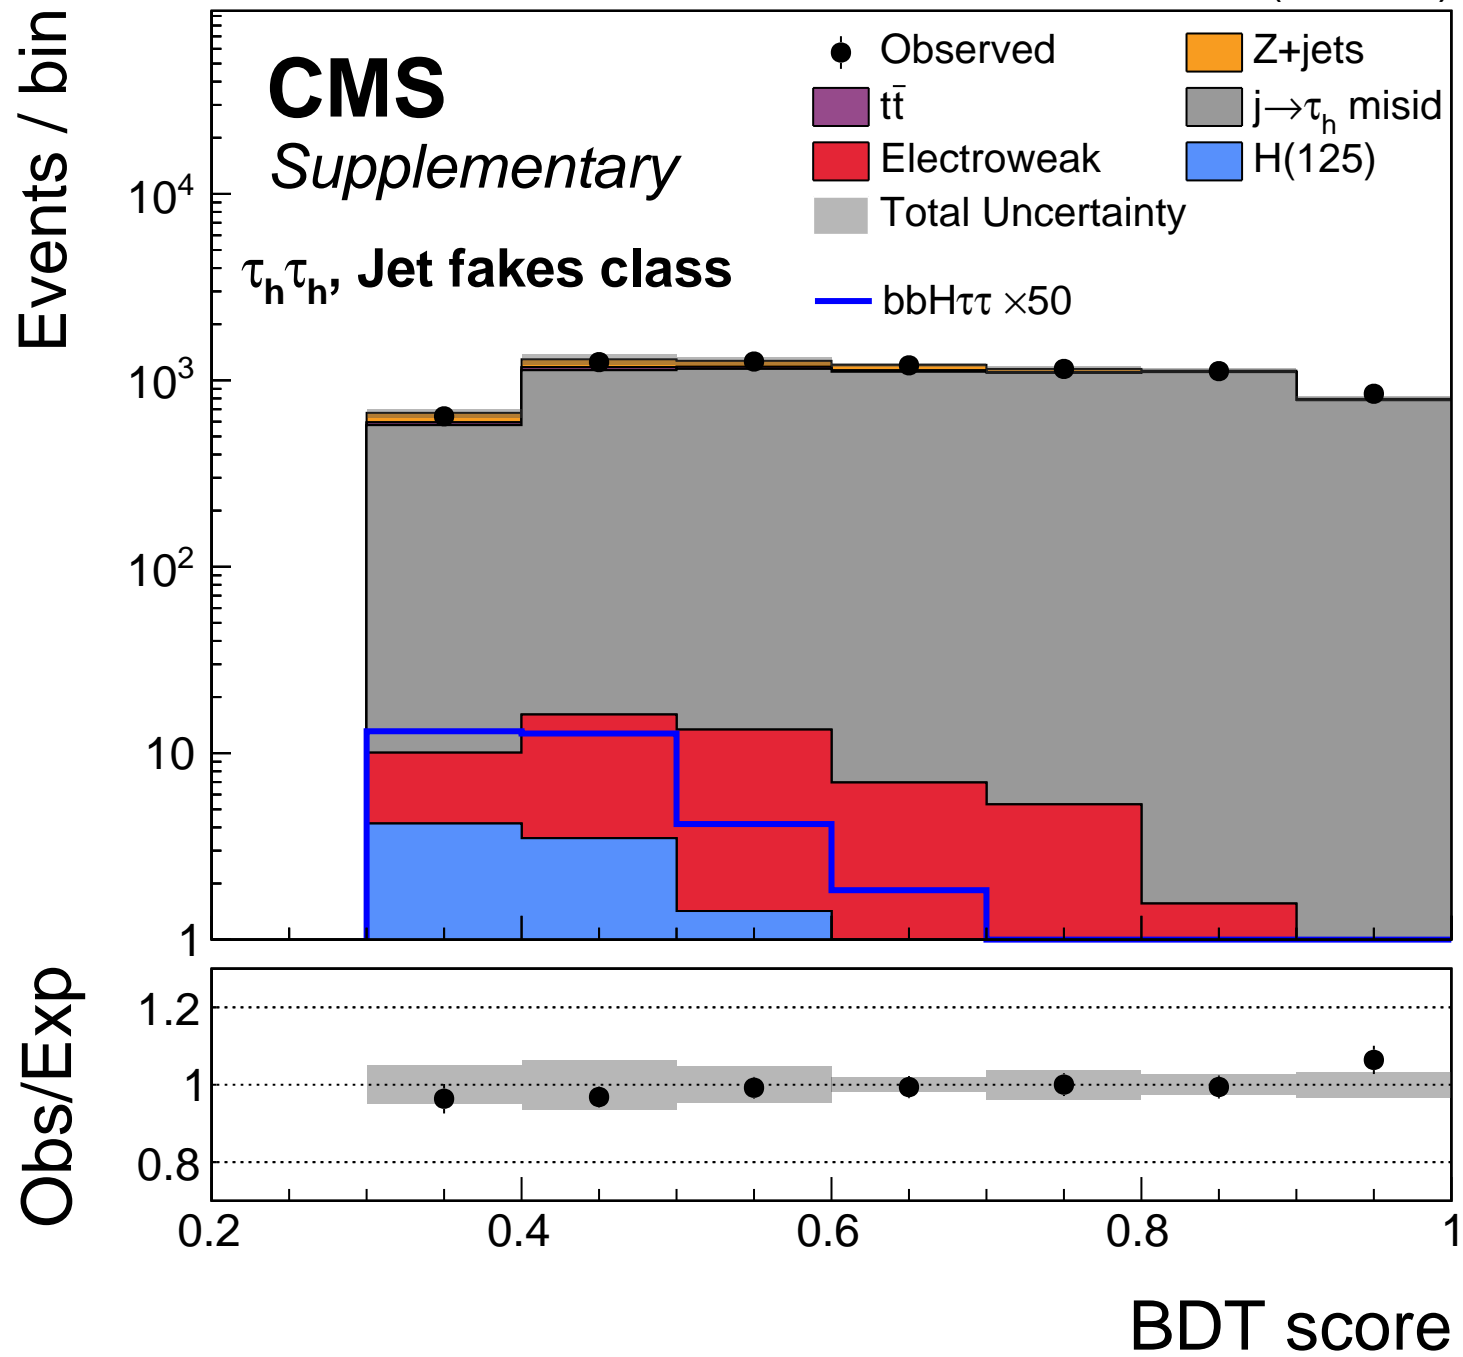 CMS
Supplementary
τhτh, Jet fakes class
Observed
Z+jets
tt̄
j→τh misid
Electroweak
H(125)
Total Uncertainty
bbHττ ×50
Events / bin
10⁴
10³
10²
10
1
Obs/Exp
1.2
1
0.8
0.2
0.4
0.6
0.8
1
BDT score